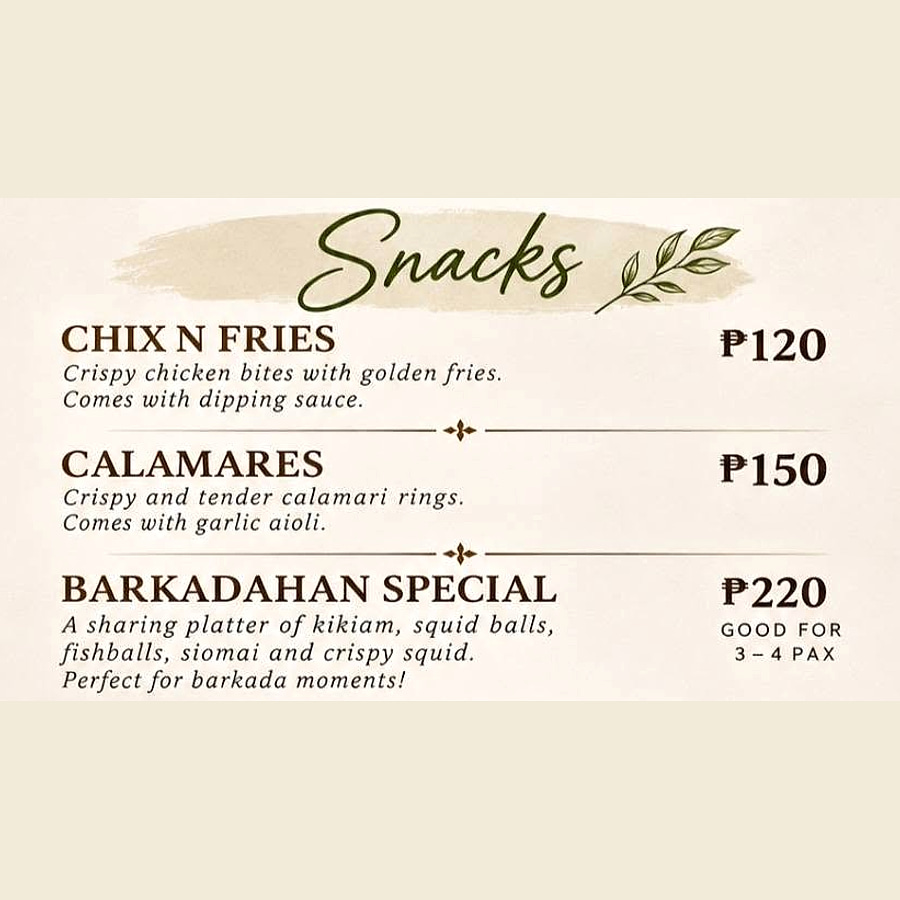 Snacks
CHIX N FRIES ₱120
Crispy chicken bites with golden fries.
Comes with dipping sauce.
CALAMARES ₱150
Crispy and tender calamari rings.
Comes with garlic aioli.
BARKADAHAN SPECIAL ₱220
A sharing platter of kikiam, squid balls, GOOD FOR
fishballs, siomai and crispy squid. 3–4 PAX
Perfect for barkada moments!